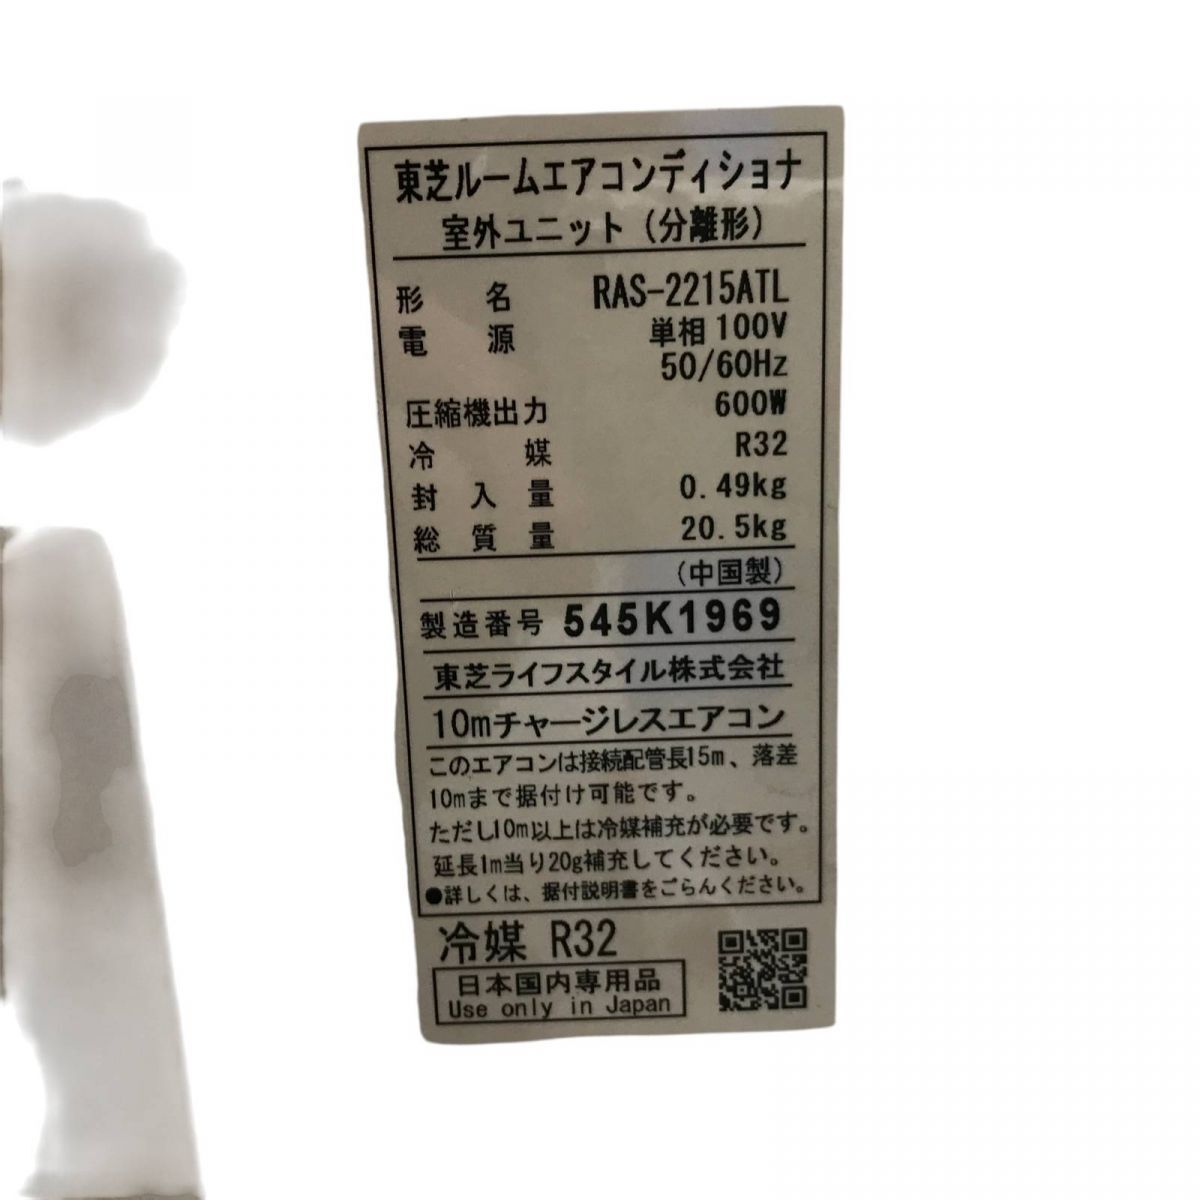 東芝ルームエアコンディショナ
室外ユニット(分離形)
形名 RAS-2215ATL
電源 単相100V
50/60Hz
圧縮機出力 600W
冷媒 R32
封入量 0.49kg
総質量 20.5kg
(中国製)
製造番号 545K1969
東芝ライフスタイル株式会社
10mチャージレスエアコン
このエアコンは接続配管長15m、落差
10mまで据付け可能です。
ただし10m以上は冷媒補充が必要です。
延長1m当り20g補充してください。
●詳しくは、据付説明書をごらんください。
冷媒 R32
日本国内専用品
Use only in Japan